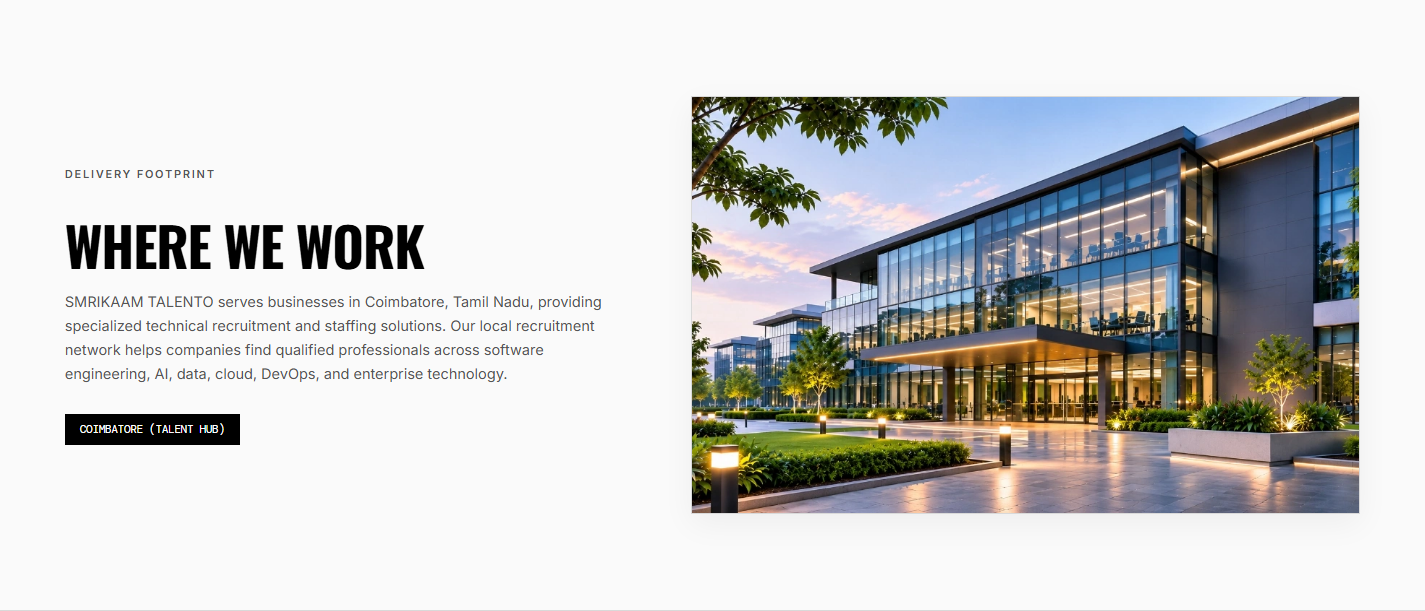 DELIVERY FOOTPRINT
WHERE WE WORK
SMRIKAAM TALENTO serves businesses in Coimbatore, Tamil Nadu, providing
specialized technical recruitment and staffing solutions. Our local recruitment
network helps companies find qualified professionals across software
engineering, AI, data, cloud, DevOps, and enterprise technology.
COIMBATORE (TALENT HUB)